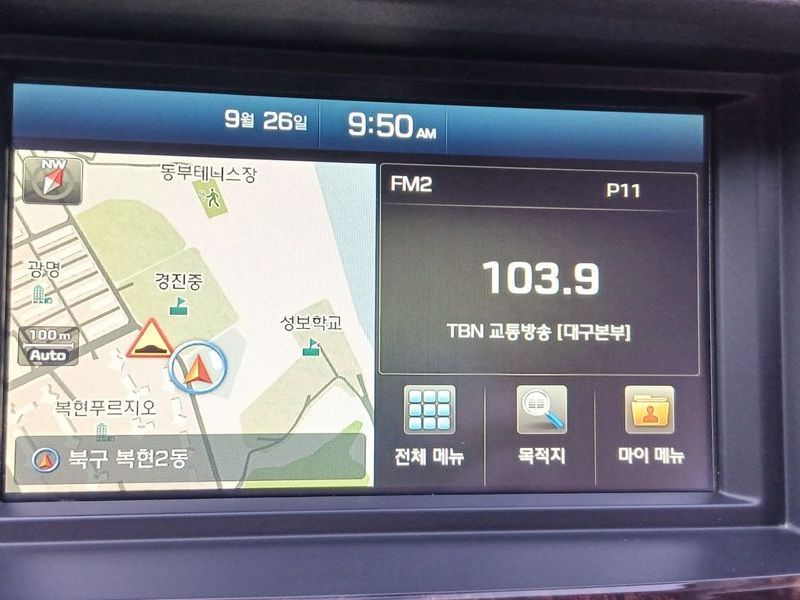 9월 26일
9:50 AM
NW
동부테니스장
광명
경진중
성보학교
100m
Auto
복현푸르지오
북구 복현2동
FM2
P11
103.9
TBN 교통방송 [대구본부]
전체 메뉴
목적지
마이 메뉴